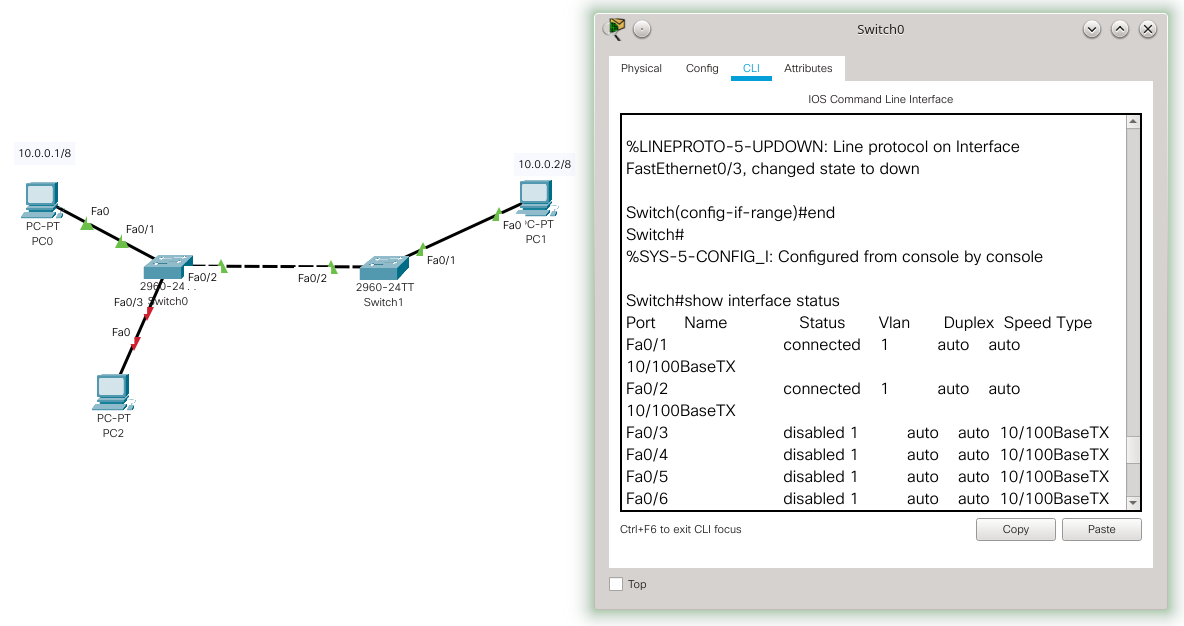 10.0.0.1/8
Fa0
PC-PT
PC0
Fa0/1
2960-24TT
Switch0
Fa0/2
Fa0/3
Fa0
PC-PT
PC2
Fa0/2
2960-24TT
Switch1
Fa0/1
10.0.0.2/8
Fa0
PC-PT
PC1
Switch0
Physical Config CLI Attributes
IOS Command Line Interface
%LINEPROTO-5-UPDOWN: Line protocol on Interface
FastEthernet0/3, changed state to down
Switch(config-if-range)#end
Switch#
%SYS-5-CONFIG_I: Configured from console by console
Switch#show interface status
Port Name Status Vlan Duplex Speed Type
Fa0/1 connected 1 auto auto
10/100BaseTX
Fa0/2 connected 1 auto auto
10/100BaseTX
Fa0/3 disabled 1 auto auto 10/100BaseTX
Fa0/4 disabled 1 auto auto 10/100BaseTX
Fa0/5 disabled 1 auto auto 10/100BaseTX
Fa0/6 disabled 1 auto auto 10/100BaseTX
Ctrl+F6 to exit CLI focus
Copy Paste
Top